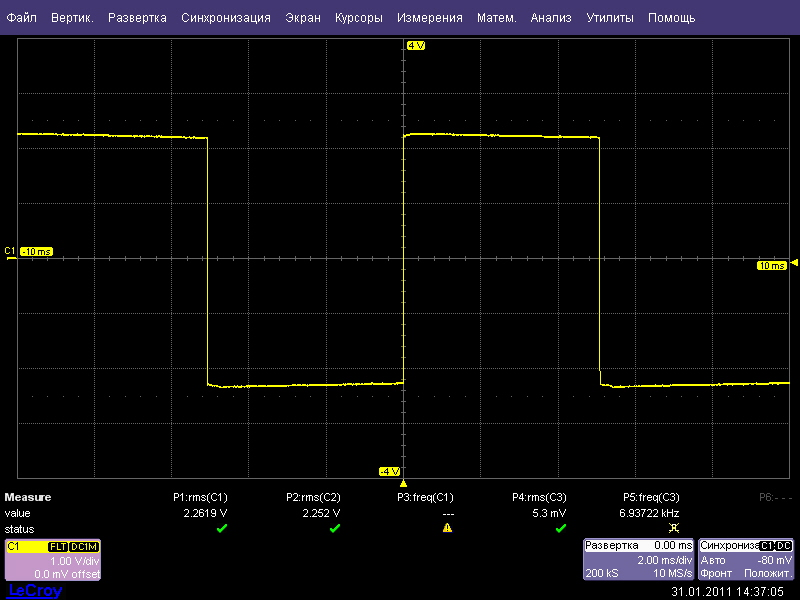 Файл Вертик. Развертка Синхронизация Экран Курсоры Измерения Матем. Анализ Утилиты Помощь
4 V
C1 -10 ms
10 ms
-4 V
Measure P1:rms(C1) P2:rms(C2) P3:freq(C1) P4:rms(C3) P5:freq(C3) P6:- - -
value 2.2619 V 2.252 V --- 5.3 mV 6.93722 kHz
status
C1 FLT DC1M
1.00 V/div
0.0 mV offset
Развертка 0.00 ms
2.00 ms/div
200 kS 10 MS/s
Синхрониза C1 DC
Авто -80 mV
Фронт Положит.
LeCroy
31.01.2011 14:37:05